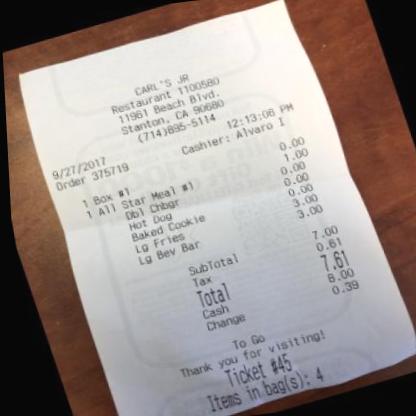 CARL'S JR
Restaurant 1100580
11961 Beach Blvd.
Stanton, CA 90680
(714)895-5114
9/27/2017 12:13:06 PM
Order 375719 Cashier: Alvaro I
1 Box #1 0.00
1 All Star Meal #1 1.00
Dbl Chbgr 0.00
Hot Dog 0.00
Baked Cookie 0.00
Lg Fries 3.00
Lg Bev Bar 3.00
SubTotal 7.00
Tax 0.61
Total 7.61
Cash 8.00
Change 0.39
To Go
Thank you for visiting!
Ticket #45
Items in bag(s): 4